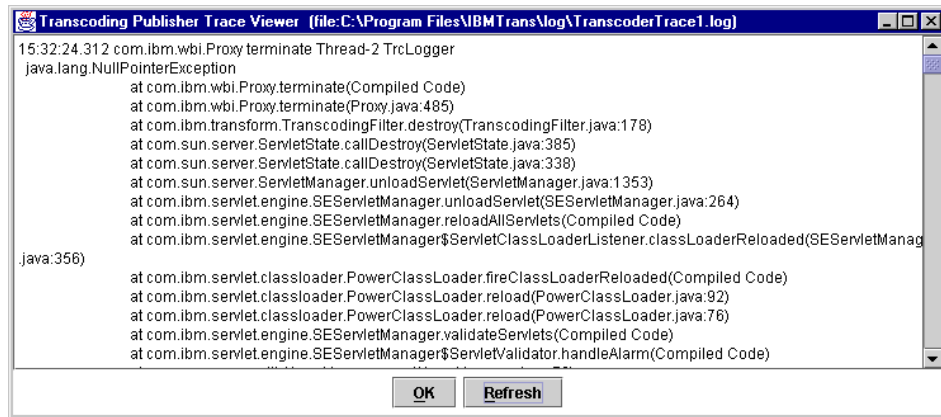 Transcoding Publisher Trace Viewer (file:C:\Program Files\IBMTrans\log\TranscoderTrace1.log)
15:32:24.312 com.ibm.wbi.Proxy terminate Thread-2 TrcLogger
java.lang.NullPointerException
at com.ibm.wbi.Proxy.terminate(Compiled Code)
at com.ibm.wbi.Proxy.terminate(Proxy.java:485)
at com.ibm.transform.TranscodingFilter.destroy(TranscodingFilter.java:178)
at com.sun.server.ServletState.callDestroy(ServletState.java:385)
at com.sun.server.ServletState.callDestroy(ServletState.java:338)
at com.sun.server.ServletManager.unloadServlet(ServletManager.java:1353)
at com.ibm.servlet.engine.SEServletManager.unloadServlet(SEServletManager.java:264)
at com.ibm.servlet.engine.SEServletManager.reloadAllServlets(Compiled Code)
at com.ibm.servlet.engine.SEServletManager$ServletClassLoaderListener.classLoaderReloaded(SEServletManag
.java:356)
at com.ibm.servlet.classloader.PowerClassLoader.fireClassLoaderReloaded(Compiled Code)
at com.ibm.servlet.classloader.PowerClassLoader.reload(PowerClassLoader.java:92)
at com.ibm.servlet.classloader.PowerClassLoader.reload(PowerClassLoader.java:76)
at com.ibm.servlet.engine.SEServletManager.validateServlets(Compiled Code)
at com.ibm.servlet.engine.SEServletManager$ServletValidator.handleAlarm(Compiled Code)
OK Refresh